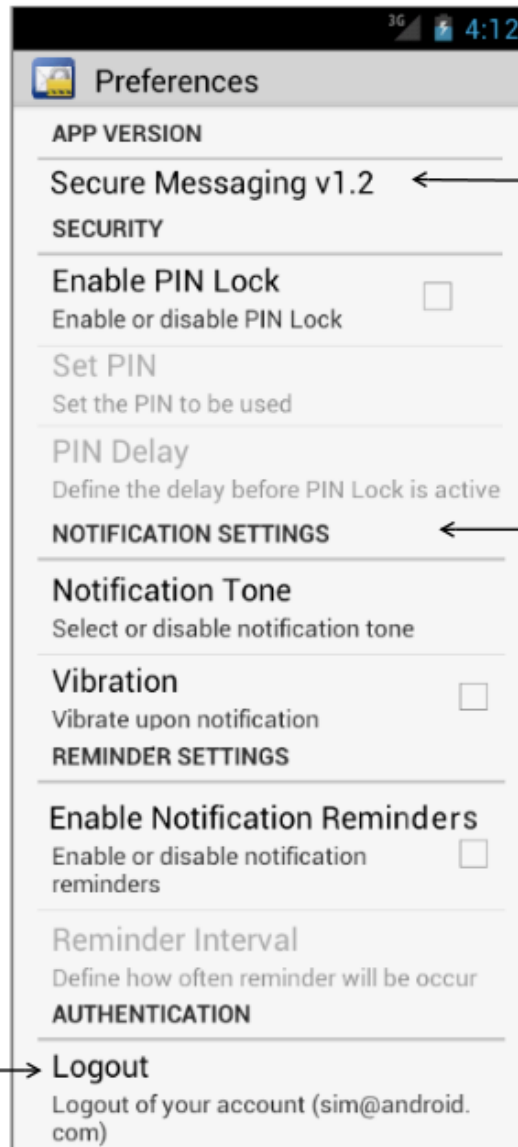 3G 4:12
Preferences
APP VERSION
Secure Messaging v1.2
SECURITY
Enable PIN Lock
Enable or disable PIN Lock
Set PIN
Set the PIN to be used
PIN Delay
Define the delay before PIN Lock is active
NOTIFICATION SETTINGS
Notification Tone
Select or disable notification tone
Vibration
Vibrate upon notification
REMINDER SETTINGS
Enable Notification Reminders
Enable or disable notification
reminders
Reminder Interval
Define how often reminder will be occur
AUTHENTICATION
Logout
Logout of your account (sim@android.
com)